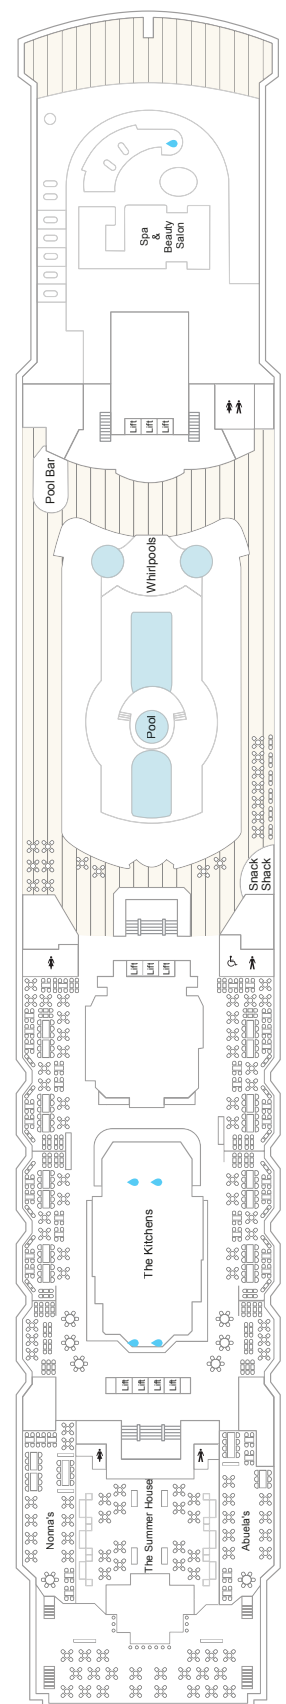 Spa
&
Beauty
Salon
Lift
Lift
Lift
Pool Bar
Whirlpools
Pool
Snack
Shack
Lift
Lift
Lift
The Kitchens
Lift
Lift
Lift
Lift
Nonna's
The Summer House
Abuela's